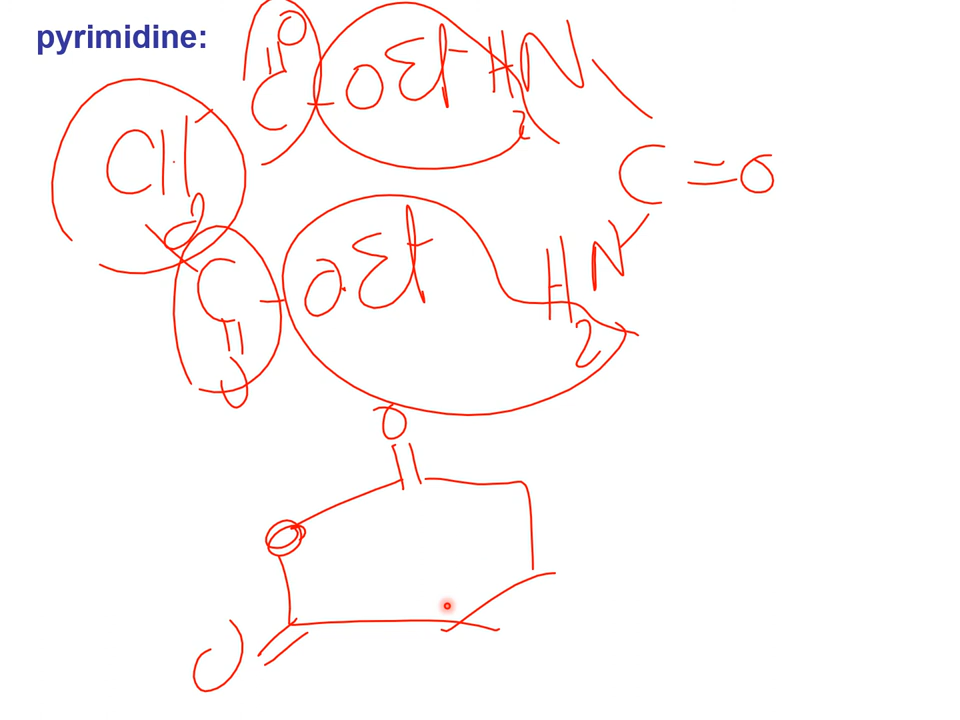 pyrimidine:
O
C-OEt H2N
CH2
C=O
C-OEt H2N
O
O
O